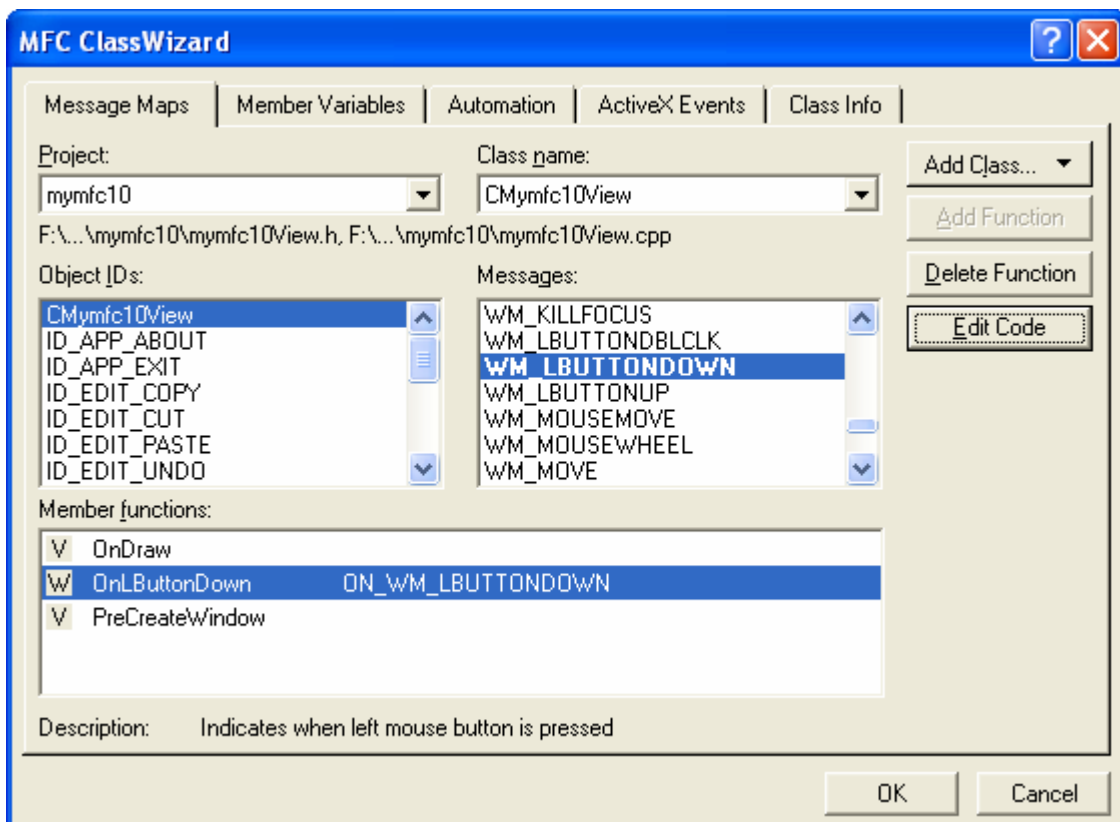 MFC ClassWizard
Message Maps
Member Variables
Automation
ActiveX Events
Class Info
Project:
Class name:
mymfc10
CMymfc10View
Add Class...
Add Function
F:\...\mymfc10\mymfc10View.h, F:\...\mymfc10\mymfc10View.cpp
Object IDs:
Messages:
Delete Function
Edit Code
CMymfc10View
ID_APP_ABOUT
ID_APP_EXIT
ID_EDIT_COPY
ID_EDIT_CUT
ID_EDIT_PASTE
ID_EDIT_UNDO
WM_KILLFOCUS
WM_LBUTTONDBLCLK
WM_LBUTTONDOWN
WM_LBUTTONUP
WM_MOUSEMOVE
WM_MOUSEWHEEL
WM_MOVE
Member functions:
V OnDraw
W OnLButtonDown ON_WM_LBUTTONDOWN
V PreCreateWindow
Description: Indicates when left mouse button is pressed
OK
Cancel